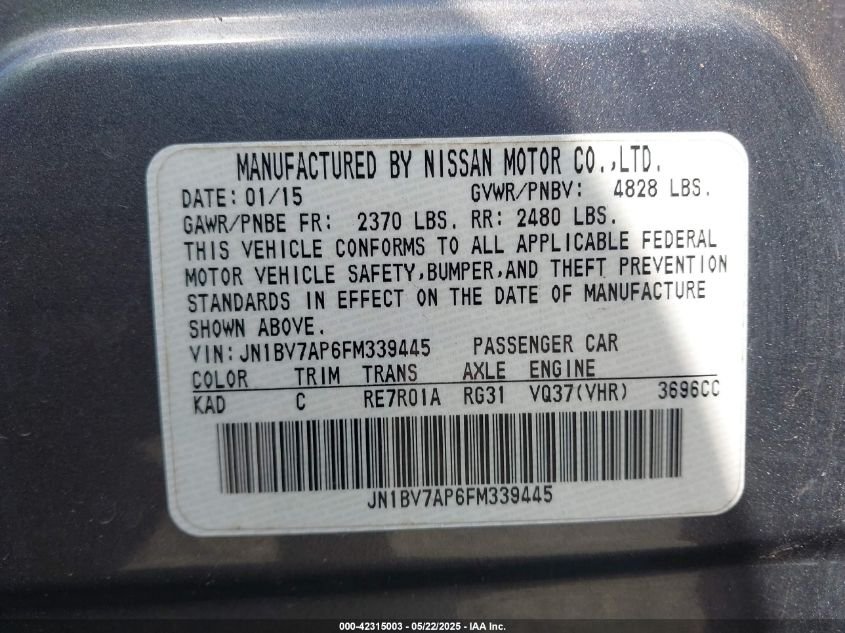 MANUFACTURED BY NISSAN MOTOR CO.,LTD.
DATE: 01/15 GVWR/PNBV: 4828 LBS.
GAWR/PNBE FR: 2370 LBS. RR: 2480 LBS.
THIS VEHICLE CONFORMS TO ALL APPLICABLE FEDERAL
MOTOR VEHICLE SAFETY,BUMPER,AND THEFT PREVENTION
STANDARDS IN EFFECT ON THE DATE OF MANUFACTURE
SHOWN ABOVE.
VIN:JN1BV7AP6FM339445 PASSENGER CAR
COLOR TRIM TRANS AXLE ENGINE
KAD C RE7R01A RG31 VQ37(VHR) 3696CC
JN1BV7AP6FM339445
000-42315003 - 05/22/2025 - IAA Inc.